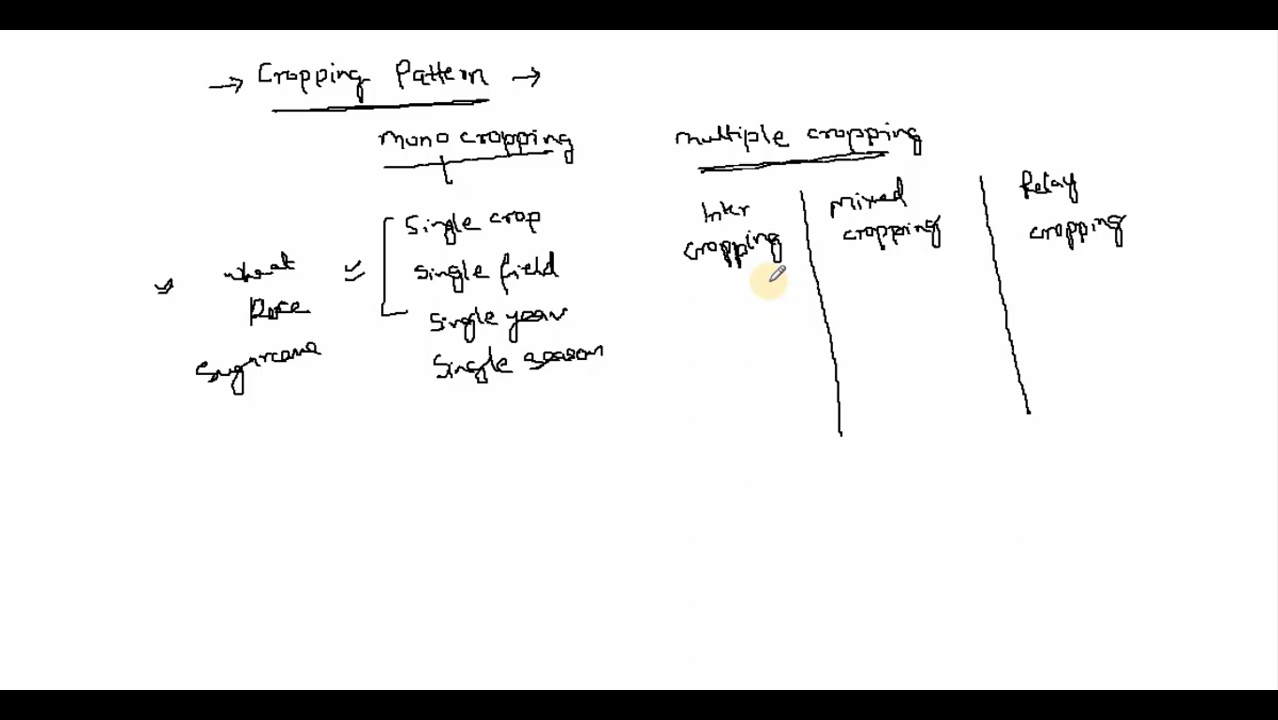 → Cropping Pattern →
Mono cropping
Single crop
Single field
Single year
Single season
wheat
Rice
Sugarcane
Multiple cropping
Inter
cropping
Mixed
cropping
Relay
cropping